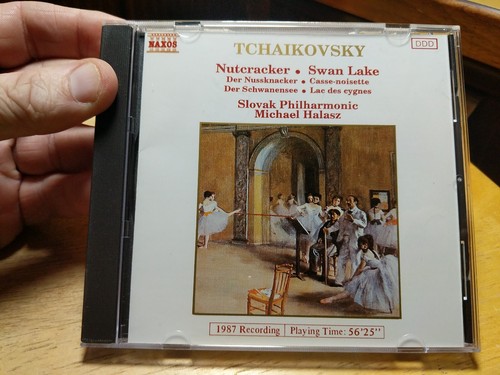 NAXOS
DDD
TCHAIKOVSKY
Nutcracker • Swan Lake
Der Nussknacker • Casse-noisette
Der Schwanensee • Lac des cygnes
Slovak Philharmonic
Michael Halasz
1987 Recording | Playing Time: 56'25''